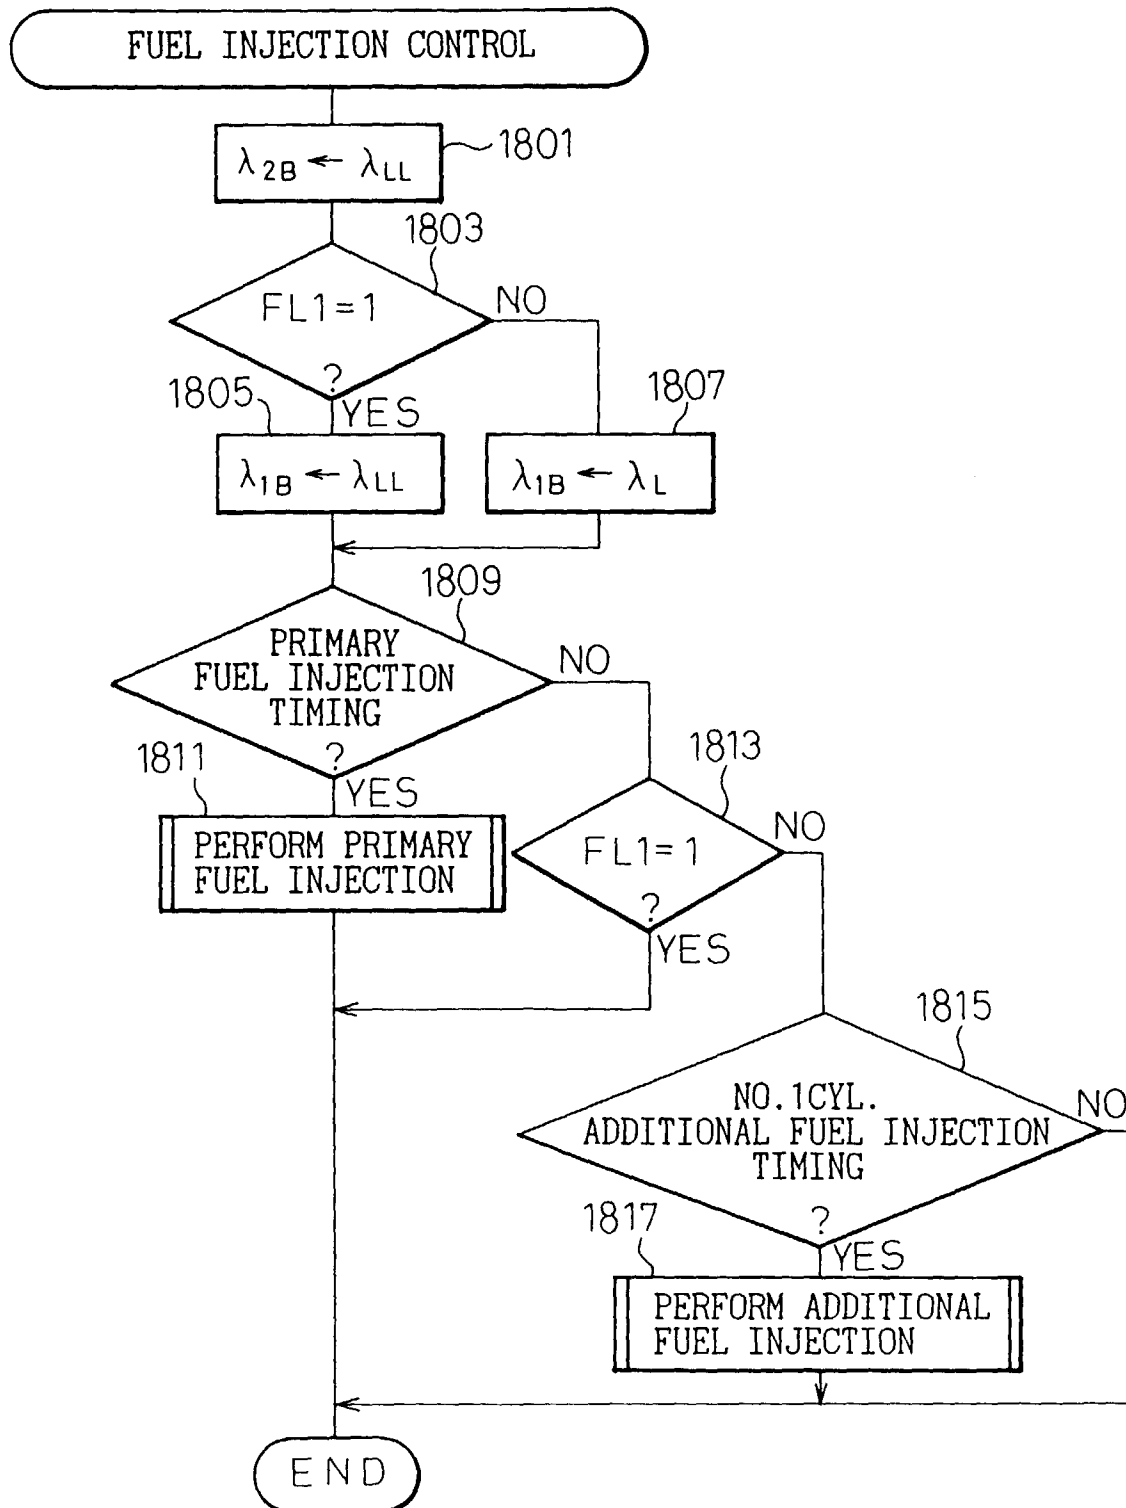 FUEL INJECTION CONTROL
λ2B ← λLL
1801
1803
FL1=1
?
NO
YES
1805
λ1B ← λLL
1807
λ1B ← λL
1809
PRIMARY
FUEL INJECTION
TIMING
?
NO
YES
1811
PERFORM PRIMARY
FUEL INJECTION
1813
FL1=1
?
NO
YES
1815
NO.1CYL.
ADDITIONAL FUEL INJECTION
TIMING
?
NO
YES
1817
PERFORM ADDITIONAL
FUEL INJECTION
END